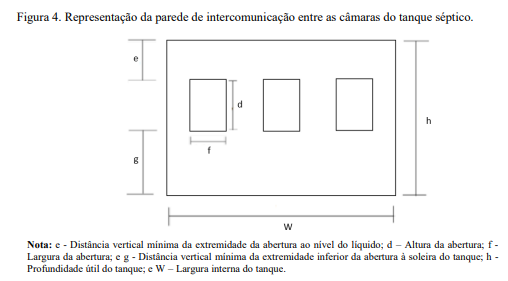 Figura 4. Representação da parede de intercomunicação entre as câmaras do tanque séptico.
e
d
h
f
g
W
Nota: e - Distância vertical mínima da extremidade da abertura ao nível do líquido; d – Altura da abertura; f -
Largura da abertura; e g - Distância vertical mínima da extremidade inferior da abertura à soleira do tanque; h -
Profundidade útil do tanque; e W – Largura interna do tanque.